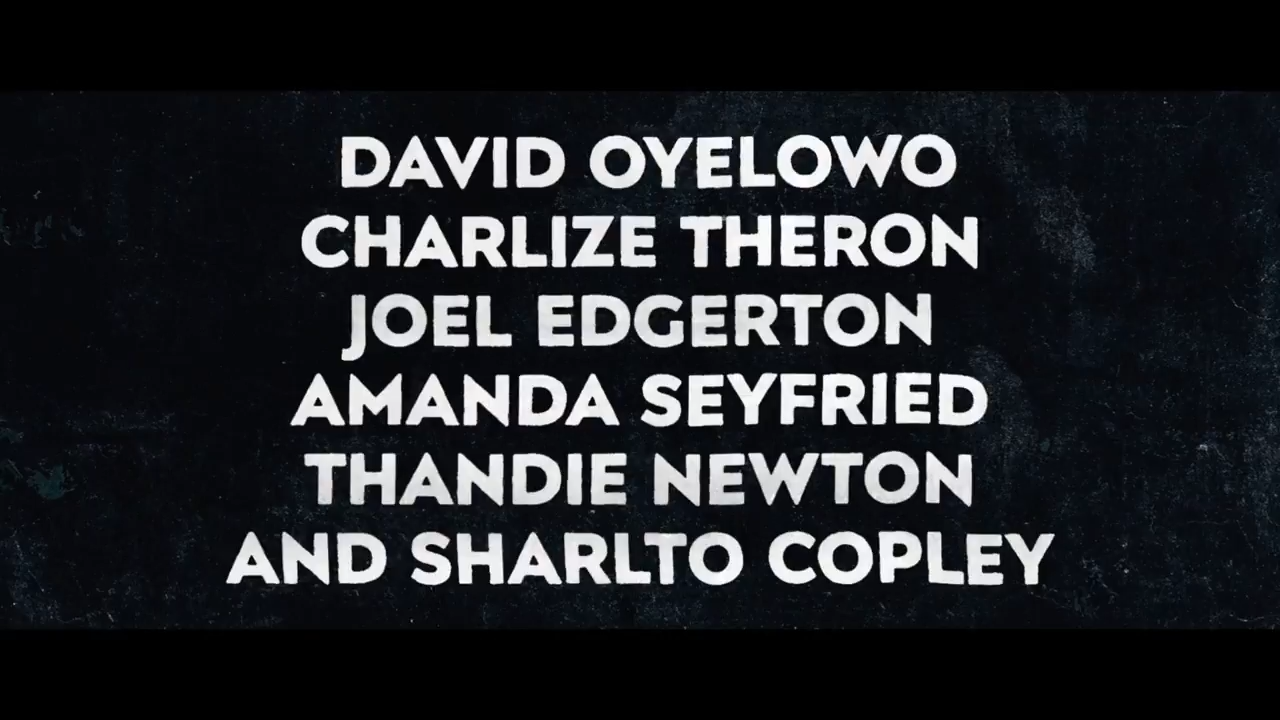 DAVID OYELOWO
CHARLIZE THERON
JOEL EDGERTON
AMANDA SEYFRIED
THANDIE NEWTON
AND SHARLTO COPLEY